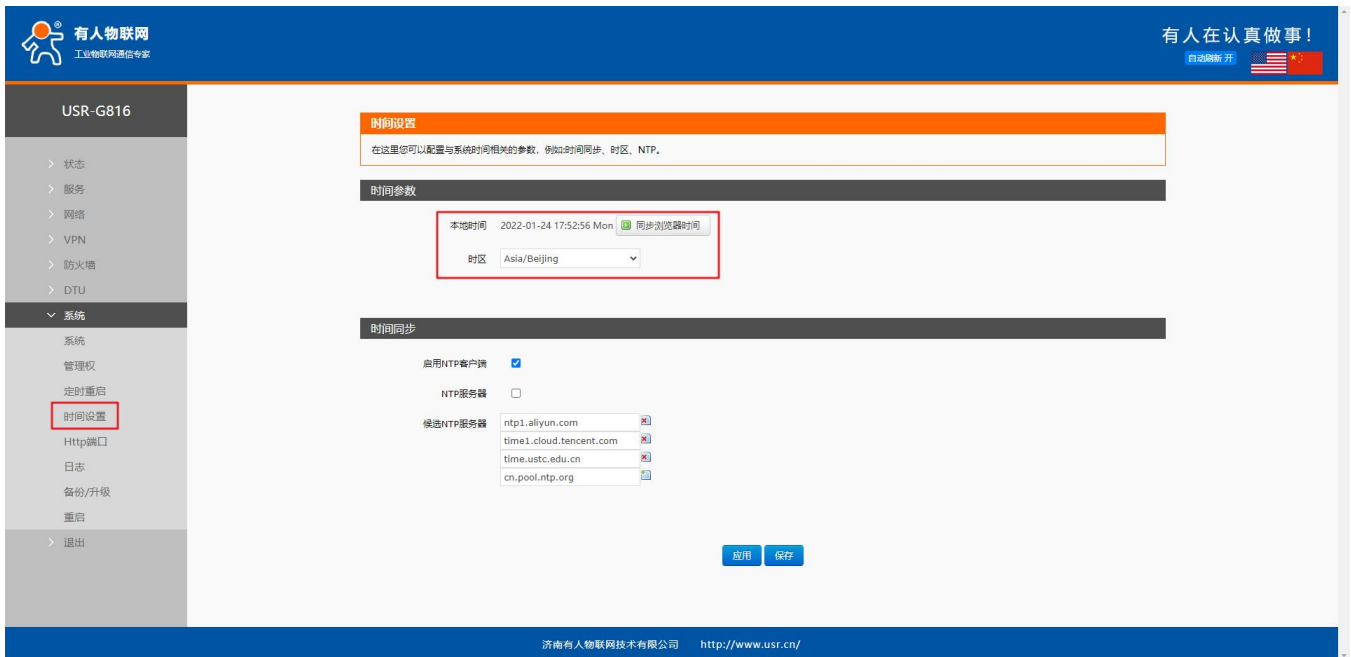 有人物联网
工业物联网通信专家
有人在认真做事!
自动刷新 开
USR-G816
状态
服务
网络
VPN
防火墙
DTU
系统
系统
管理权
定时重启
时间设置
Http端口
日志
备份/升级
重启
退出
时间设置
在这里您可以配置与系统时间相关的参数，例如:时间同步、时区、NTP。
时间参数
本地时间 2022-01-24 17:52:56 Mon 同步浏览器时间
时区 Asia/Beijing
时间同步
启用NTP客户端
NTP服务器
候选NTP服务器 ntp1.aliyun.com
time1.cloud.tencent.com
time.ustc.edu.cn
cn.pool.ntp.org
应用 保存
济南有人物联网技术有限公司 http://www.usr.cn/